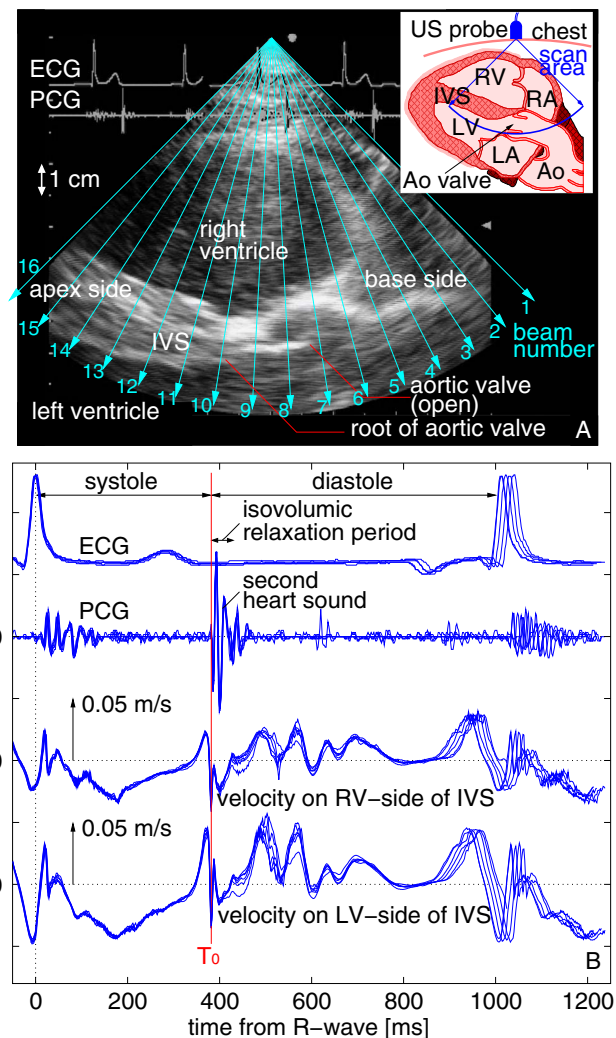 US probe chest
scan
area
RV
IVS
RA
LV
LA
Ao
Ao valve
ECG
PCG
1 cm
right
ventricle
base side
16
apex side
1
15
IVS
2
beam
number
14
13
12
11
10
9
8
7
6
5
4
3
left ventricle
aortic valve
(open)
root of aortic valve
A
systole
diastole
isovolumic
relaxation period
ECG
second
heart sound
PCG
0.05 m/s
velocity on RV−side of IVS
0.05 m/s
velocity on LV−side of IVS
T0
B
0 200 400 600 800 1000 1200
time from R−wave [ms]